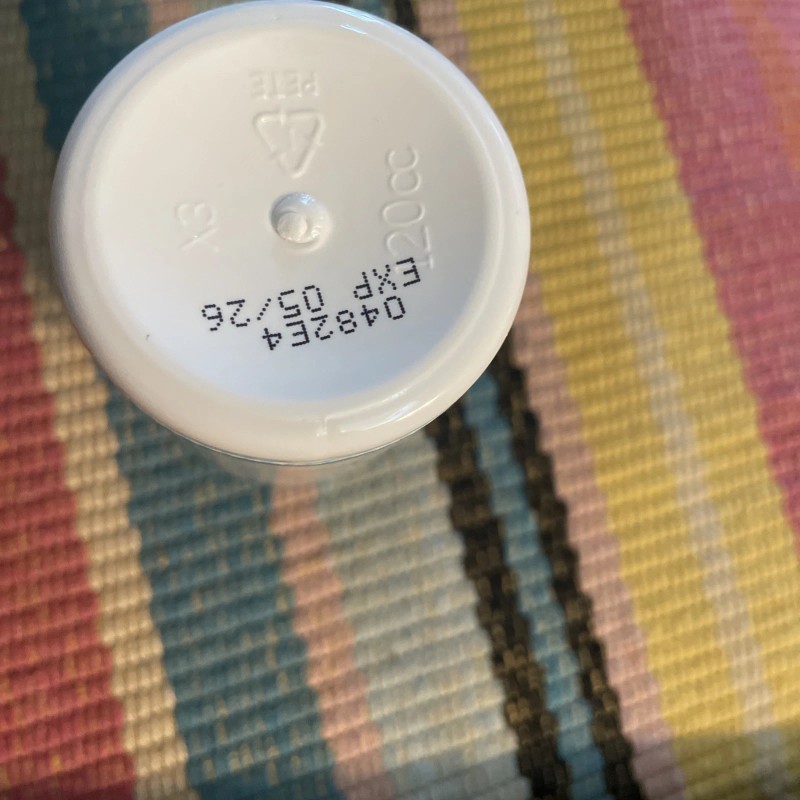 0482E4
EXP 05/26
120cc
X3
1
PETE